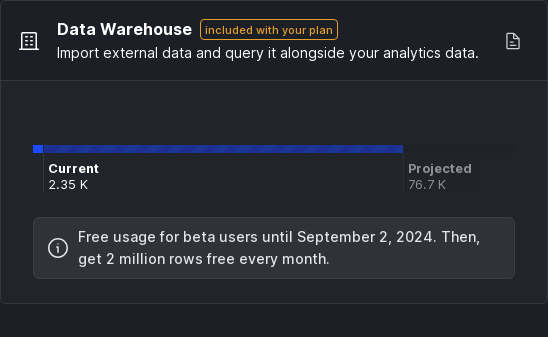 Data Warehouse included with your plan
Import external data and query it alongside your analytics data.
Current Projected
2.35 K 76.7 K
Free usage for beta users until September 2, 2024. Then,
get 2 million rows free every month.